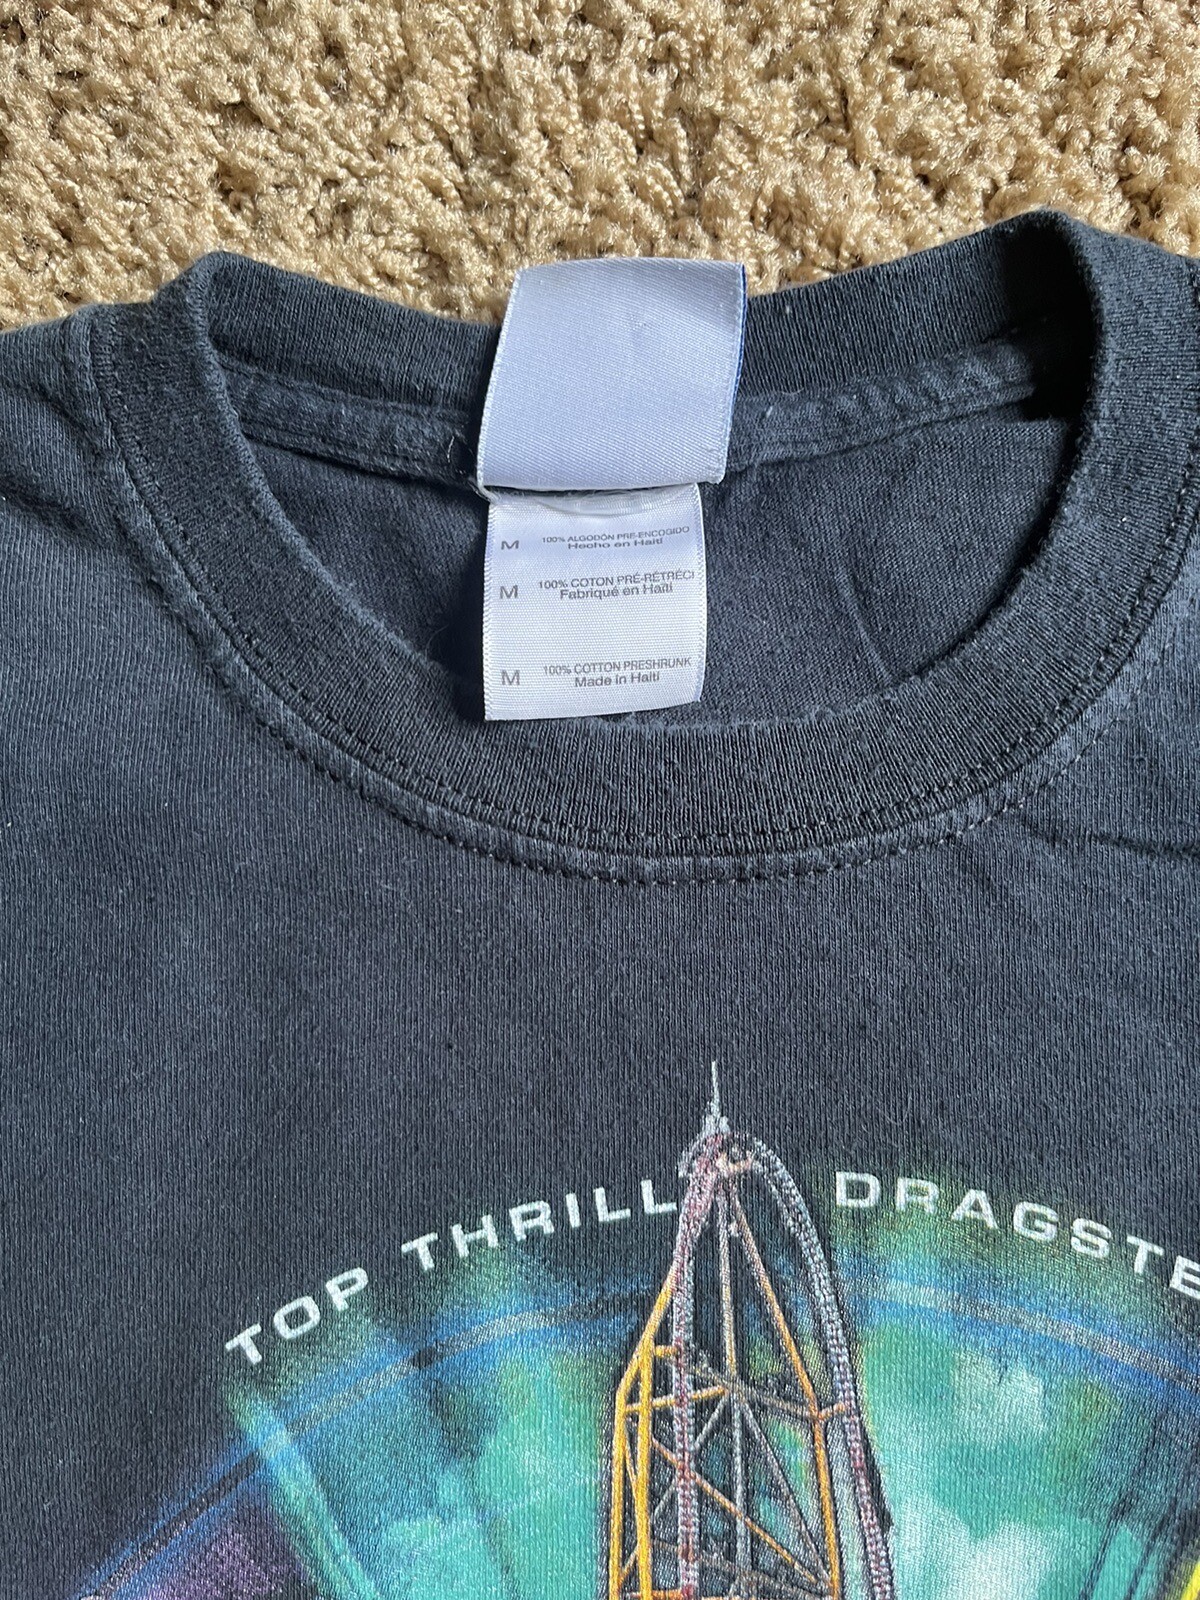 M 100% ALGODÓN PRE-ENCOGIDO
Hecho en Haití
M 100% COTON PRÉ-RÉTRÉCI
Fabriqué en Haïti
M 100% COTTON PRESHRUNK
Made in Haiti
TOP THRILL DRAGSTE